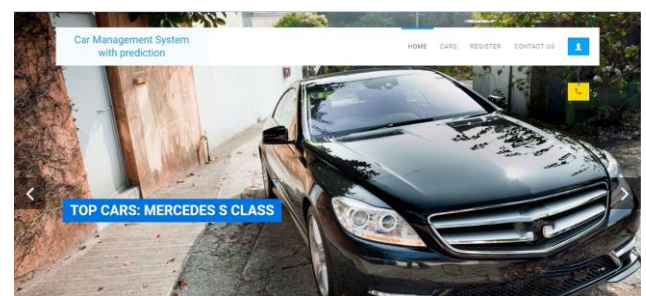 Car Management System
with prediction
HOME CARS REGISTER CONTACT US
TOP CARS: MERCEDES S CLASS